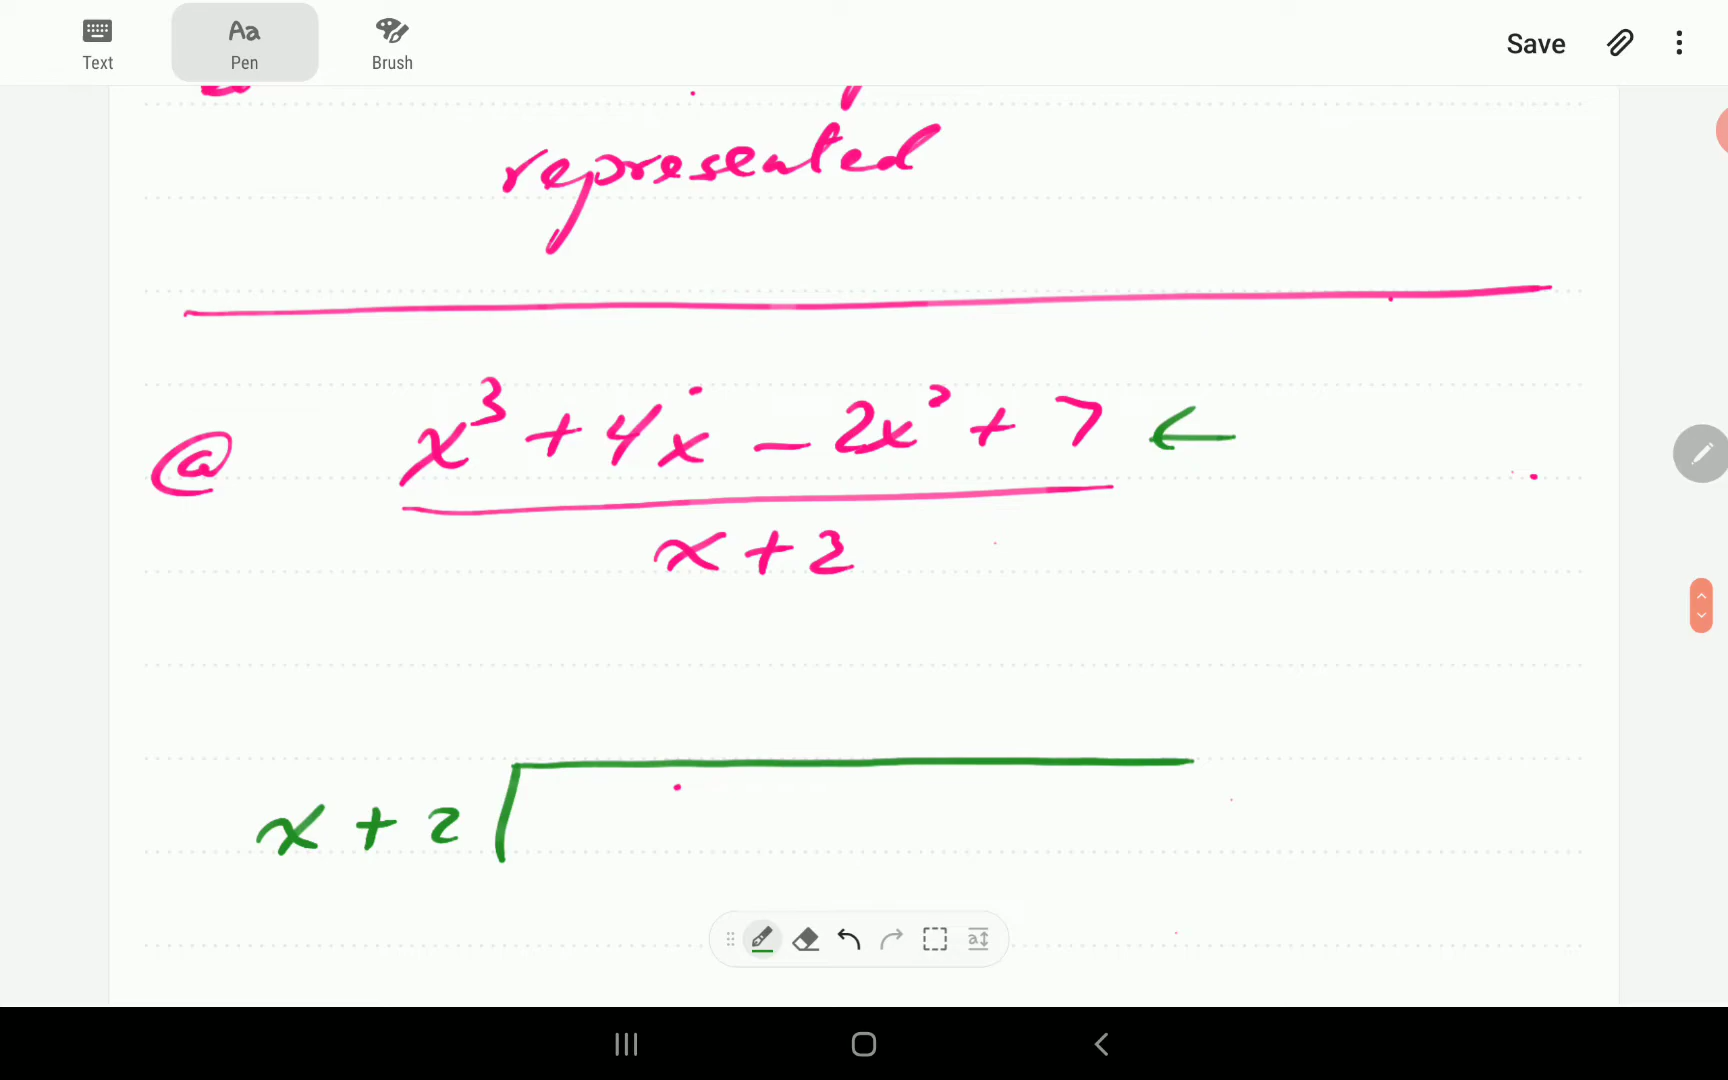 Text Pen Brush Save
represented
@ x³ + 4x - 2x² + 7 ←
x + 2
x + 2